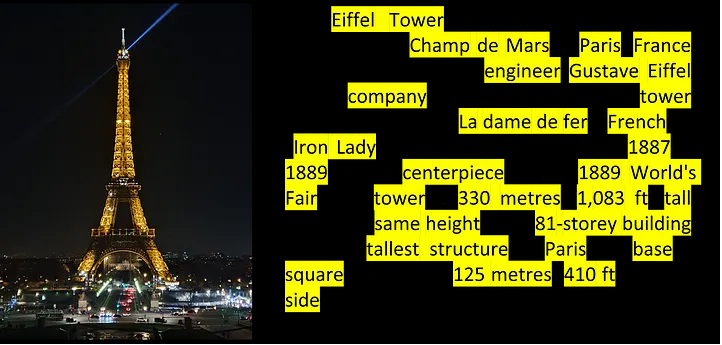 Eiffel Tower
Champ de Mars Paris France
engineer Gustave Eiffel
company tower
La dame de fer French
Iron Lady 1887
1889 centerpiece 1889 World's
Fair tower 330 metres 1,083 ft tall
same height 81-storey building
tallest structure Paris base
square 125 metres 410 ft
side